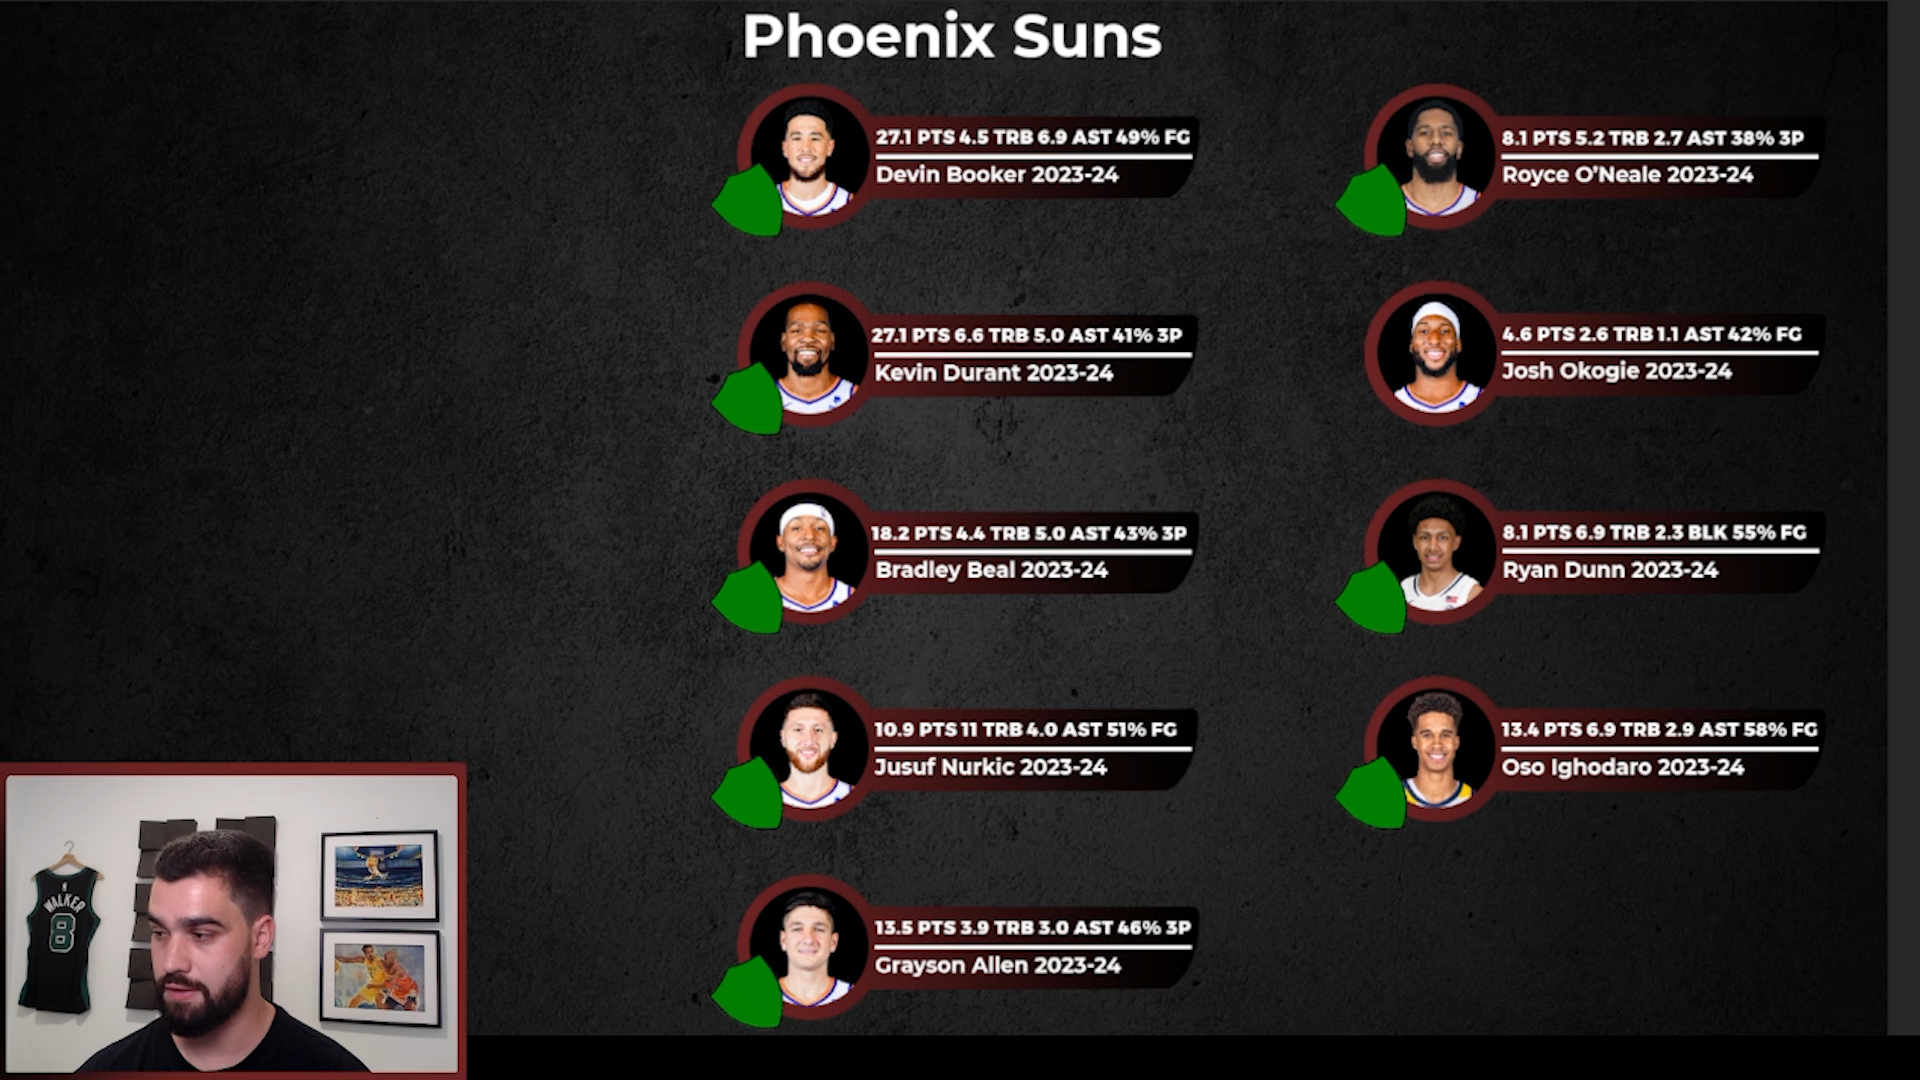 Phoenix Suns
27.1 PTS 4.5 TRB 6.9 AST 49% FG
Devin Booker 2023-24
27.1 PTS 6.6 TRB 5.0 AST 41% 3P
Kevin Durant 2023-24
18.2 PTS 4.4 TRB 5.0 AST 43% 3P
Bradley Beal 2023-24
10.9 PTS 11 TRB 4.0 AST 51% FG
Jusuf Nurkic 2023-24
13.5 PTS 3.9 TRB 3.0 AST 46% 3P
Grayson Allen 2023-24
8.1 PTS 5.2 TRB 2.7 AST 38% 3P
Royce O'Neale 2023-24
4.6 PTS 2.6 TRB 1.1 AST 42% FG
Josh Okogie 2023-24
8.1 PTS 6.9 TRB 2.3 BLK 55% FG
Ryan Dunn 2023-24
13.4 PTS 6.9 TRB 2.9 AST 58% FG
Oso Ighodaro 2023-24
WALKER
8